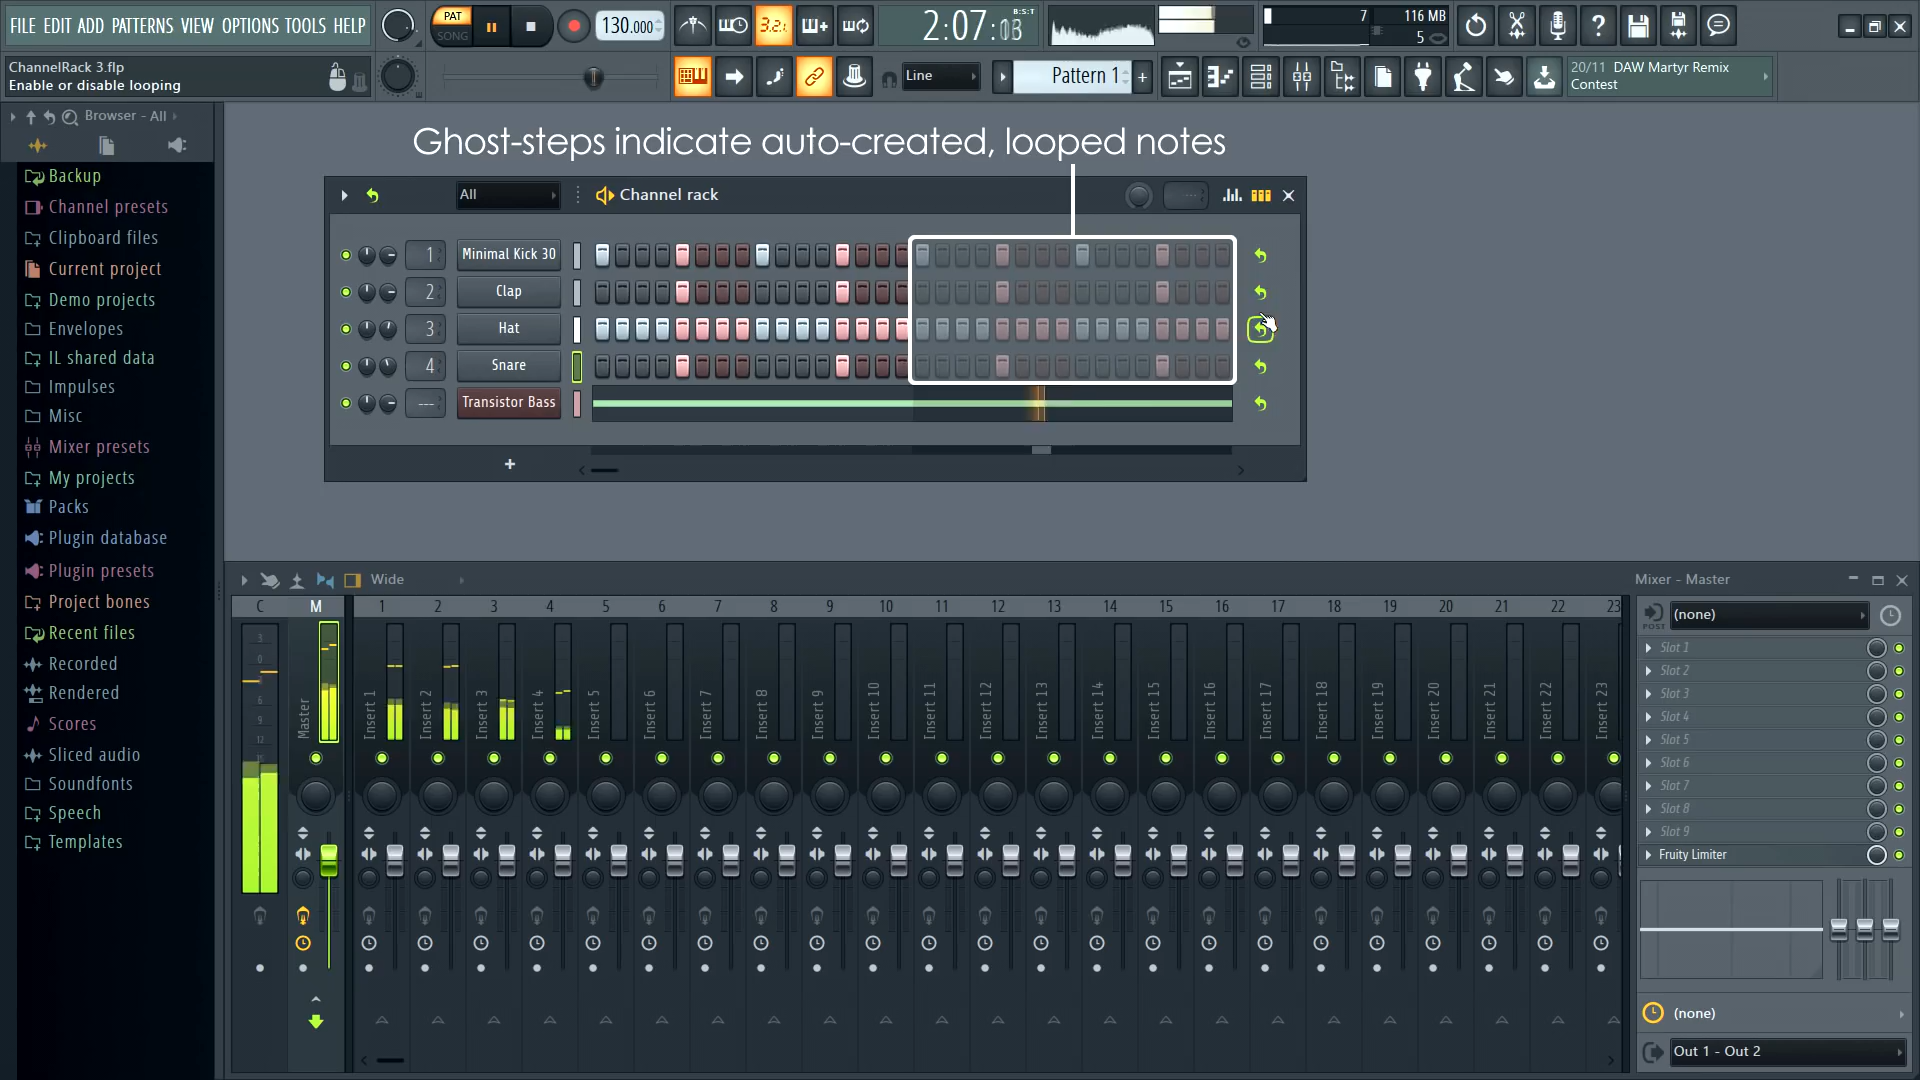 FILE EDIT ADD PATTERNS VIEW OPTIONS TOOLS HELP
PAT
SONG
130.000
3.2.1
2:07:03
B:S:T
7
116 MB
5
ChannelRack 3.flp
Enable or disable looping
Line
Pattern 1
+
20/11 DAW Martyr Remix
Contest
Browser - All
Backup
Channel presets
Clipboard files
Current project
Demo projects
Envelopes
IL shared data
Impulses
Misc
Mixer presets
My projects
Packs
Plugin database
Plugin presets
Project bones
Recent files
Recorded
Rendered
Scores
Sliced audio
Soundfonts
Speech
Templates
Ghost-steps indicate auto-created, looped notes
All
Channel rack
---
1 Minimal Kick 30
2 Clap
3 Hat
4 Snare
--- Transistor Bass
+
Wide
C M 1 2 3 4 5 6 7 8 9 10 11 12 13 14 15 16 17 18 19 20 21 22 23
3
0
6
9
12
Master
Insert 1
Insert 2
Insert 3
Insert 4
Insert 5
Insert 6
Insert 7
Insert 8
Insert 9
Insert 10
Insert 11
Insert 12
Insert 13
Insert 14
Insert 15
Insert 16
Insert 17
Insert 18
Insert 19
Insert 20
Insert 21
Insert 22
Insert 23
Mixer - Master
POST
(none)
Slot 1
Slot 2
Slot 3
Slot 4
Slot 5
Slot 6
Slot 7
Slot 8
Slot 9
Fruity Limiter
(none)
Out 1 - Out 2